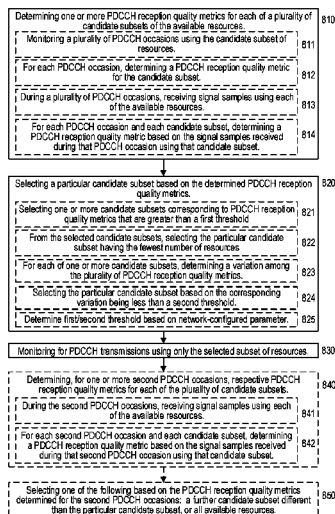 Determining one or more PDCCH reception quality metrics for each of a plurality of
candidate subsets of the available resources.
810
Monitoring a plurality of PDCCH occasions using the candidate subset of
resources.
811
For each PDCCH occasion, determining a PDCCH reception quality metric
for the candidate subset.
812
During a plurality of PDCCH occasions, receiving signal samples using each
of the available resources.
813
For each PDCCH occasion and each candidate subset, determining a
PDCCH reception quality metric based on the signal samples received
during that PDCCH occasion using that candidate subset.
814
Selecting a particular candidate subset based on the determined PDCCH reception
quality metrics.
820
Selecting one or more candidate subsets corresponding to PDCCH reception
quality metrics that are greater than a first threshold
821
From the selected candidate subsets, selecting the particular candidate
subset having the fewest number of resources
822
For each of one or more candidate subsets, determining a variation among
the plurality of PDCCH reception quality metrics.
823
Selecting the particular candidate subset based on the corresponding
variation being less than a second threshold.
824
Determine first/second threshold based on network-configured parameter.
825
Monitoring for PDCCH transmissions using only the selected subset of resources
830
Determining, for one or more second PDCCH occasions, respective PDCCH
reception quality metrics for each of the plurality of candidate subsets.
840
During the second PDCCH occasions, receiving signal samples using each
of the available resources.
841
For each second PDCCH occasion and each candidate subset, determining
a PDCCH reception quality metric based on the signal samples received
during that second PDCCH occasion using that candidate subset.
842
Selecting one of the following based on the PDCCH reception quality metrics
determined for the second PDCCH occasions: a further candidate subset different
than the particular candidate subset, or all available resources.
850